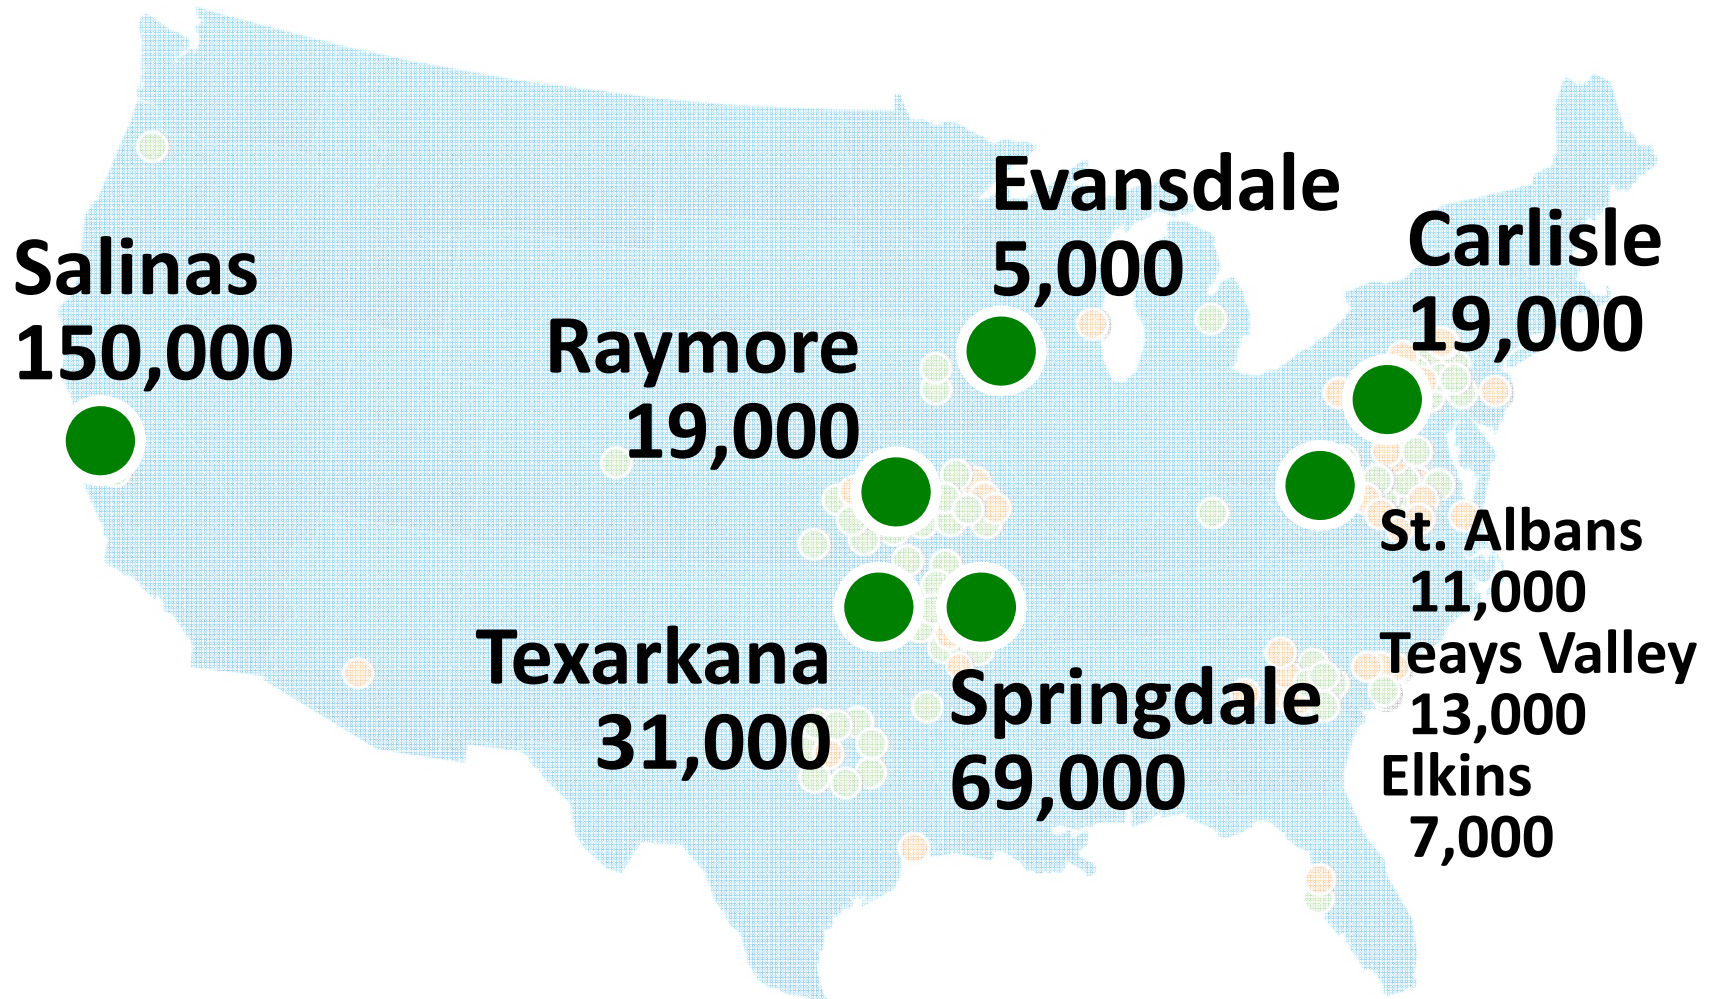 Evansdale
5,000
Carlisle
19,000
Salinas
150,000
Raymore
19,000
St. Albans
11,000
Teays Valley
13,000
Elkins
7,000
Texarkana
31,000
Springdale
69,000